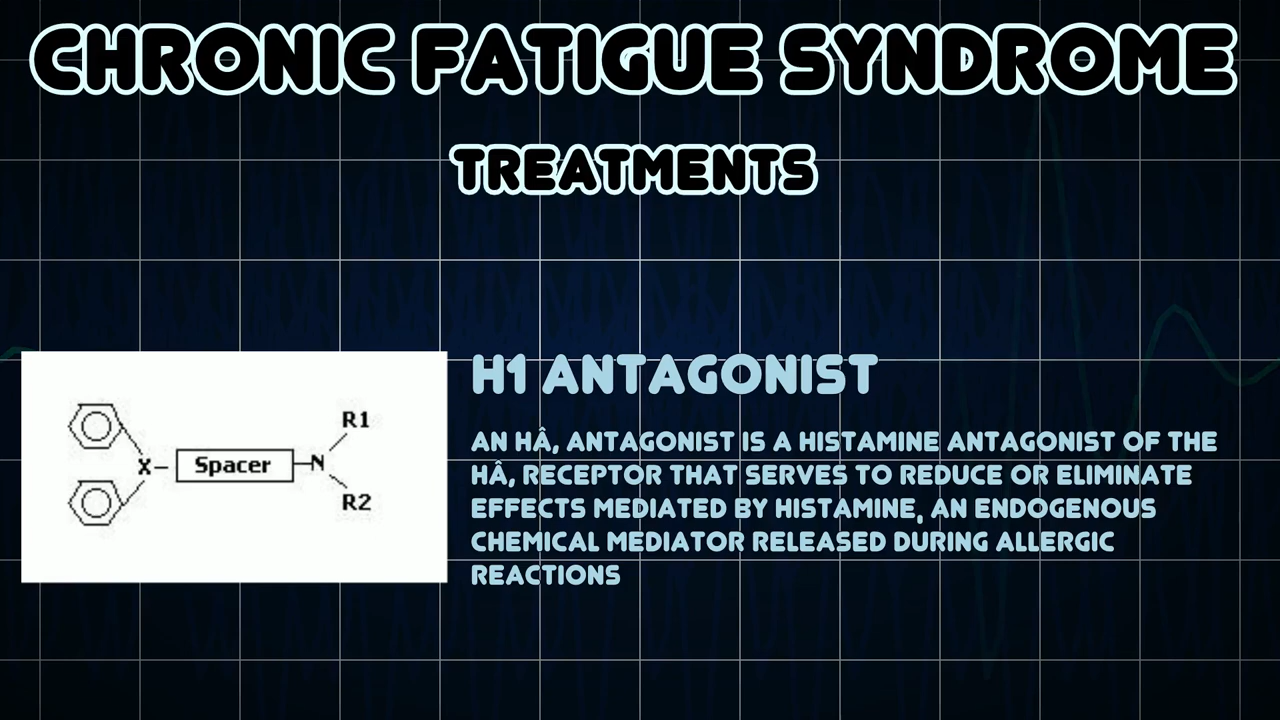 CHRONIC FATIGUE SYNDROME
TREATMENTS
H1 ANTAGONIST
AN HÂ, ANTAGONIST IS A HISTAMINE ANTAGONIST OF THE
HÂ, RECEPTOR THAT SERVES TO REDUCE OR ELIMINATE
EFFECTS MEDIATED BY HISTAMINE, AN ENDOGENOUS
CHEMICAL MEDIATOR RELEASED DURING ALLERGIC
REACTIONS
R1
X
Spacer
N
R2